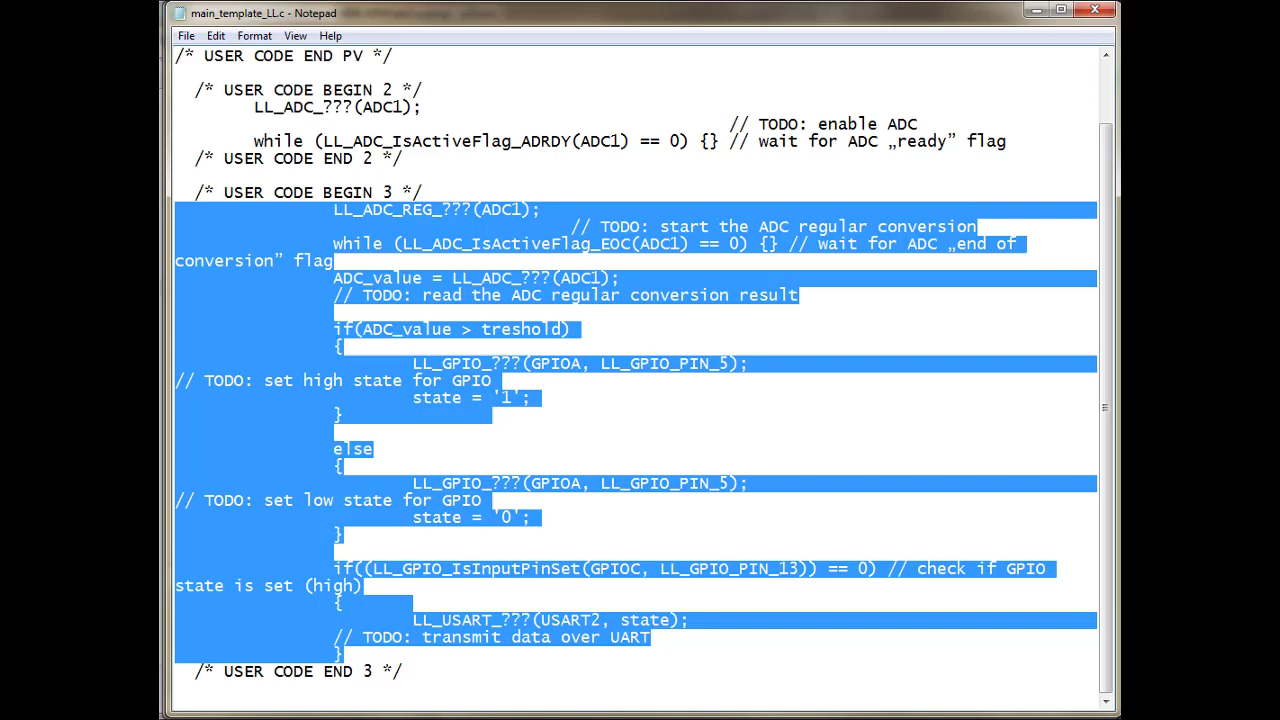 main_template_LL.c - Notepad
File Edit Format View Help
/* USER CODE END PV */
/* USER CODE BEGIN 2 */
LL_ADC_???(ADC1);
// TODO: enable ADC
while (LL_ADC_IsActiveFlag_ADRDY(ADC1) == 0) {} // wait for ADC „ready” flag
/* USER CODE END 2 */
/* USER CODE BEGIN 3 */
LL_ADC_REG_???(ADC1);
// TODO: start the ADC regular conversion
while (LL_ADC_IsActiveFlag_EOC(ADC1) == 0) {} // wait for ADC „end of
conversion” flag
ADC_value = LL_ADC_???(ADC1);
// TODO: read the ADC regular conversion result
if(ADC_value > treshold)
{
LL_GPIO_???(GPIOA, LL_GPIO_PIN_5);
// TODO: set high state for GPIO
state = '1';
}
else
{
LL_GPIO_???(GPIOA, LL_GPIO_PIN_5);
// TODO: set low state for GPIO
state = '0';
}
if((LL_GPIO_IsInputPinSet(GPIOC, LL_GPIO_PIN_13)) == 0) // check if GPIO
state is set (high)
{
LL_USART_???(USART2, state);
// TODO: transmit data over UART
}
/* USER CODE END 3 */